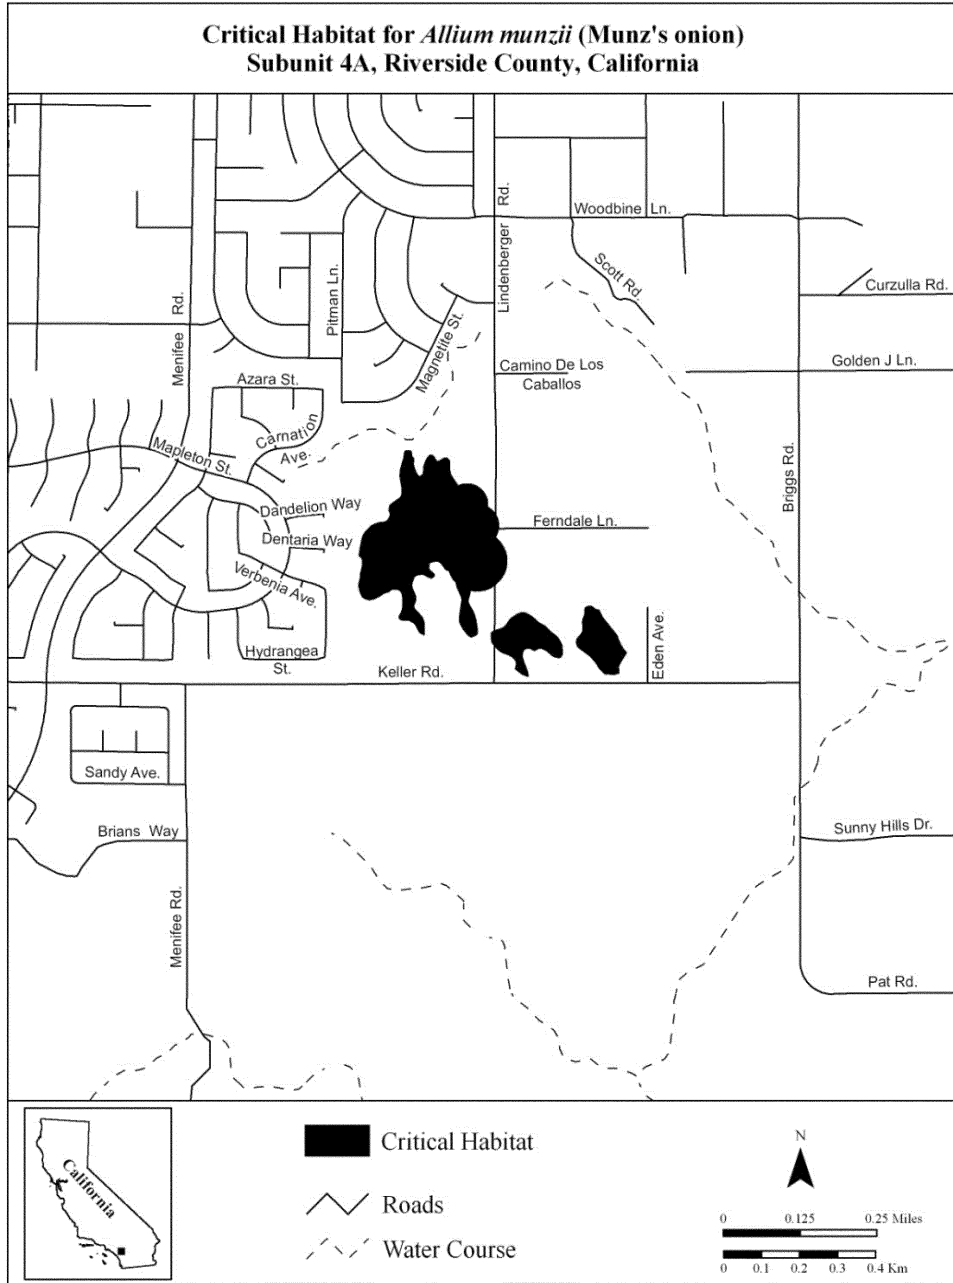 Critical Habitat for Allium munzii (Munz's onion)
Subunit 4A, Riverside County, California
Menifee Rd.
Pitman Ln.
Lindenberger Rd.
Woodbine Ln.
Scott Rd.
Curzulla Rd.
Magnetite St.
Camino De Los
Caballos
Golden J Ln.
Azara St.
Carnation
Ave.
Mapleton St.
Briggs Rd.
Dandelion Way
Ferndale Ln.
Dentaria Way
Verbenia Ave.
Hydrangea
St.
Keller Rd.
Eden Ave.
Sandy Ave.
Brians Way
Sunny Hills Dr.
Menifee Rd.
Pat Rd.
California
Critical Habitat
Roads
Water Course
N
0 0.125 0.25 Miles
0 0.1 0.2 0.3 0.4 Km